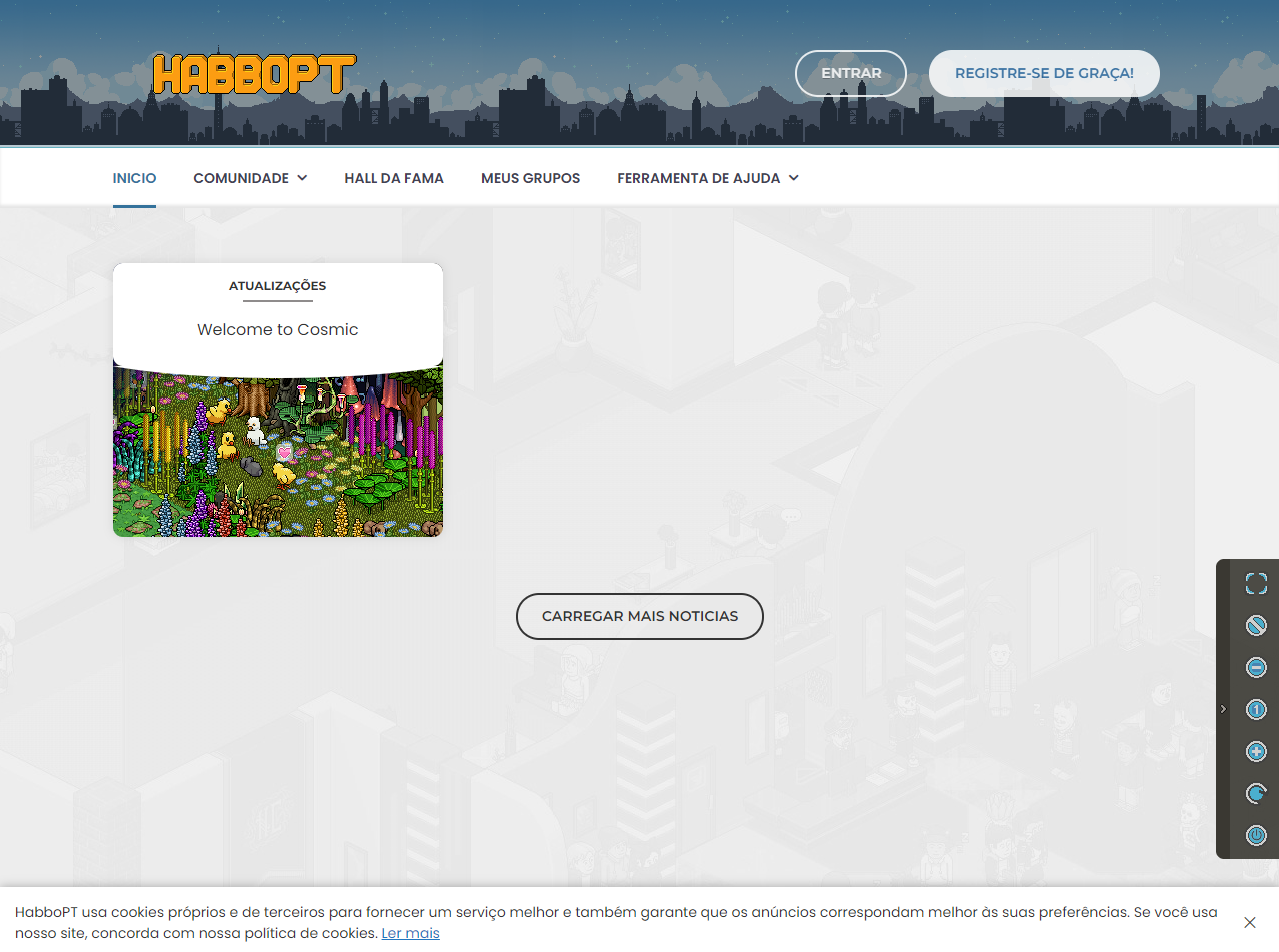 HABBOPT
ENTRAR
REGISTRE-SE DE GRAÇA!
INICIO
COMUNIDADE
HALL DA FAMA
MEUS GRUPOS
FERRAMENTA DE AJUDA
ATUALIZAÇÕES
Welcome to Cosmic
CARREGAR MAIS NOTICIAS
1
HabboPT usa cookies próprios e de terceiros para fornecer um serviço melhor e também garante que os anúncios correspondam melhor às suas preferências. Se você usa
nosso site, concorda com nossa política de cookies. Ler mais